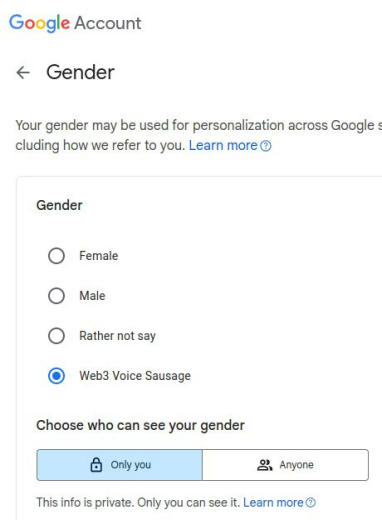 Google Account
Gender
Your gender may be used for personalization across Google s
cluding how we refer to you. Learn more
Gender
Female
Male
Rather not say
Web3 Voice Sausage
Choose who can see your gender
Only you
Anyone
This info is private. Only you can see it. Learn more